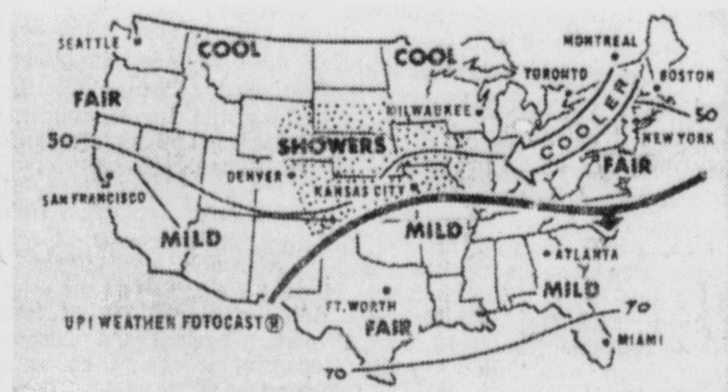 SEATTLE
COOL
COOL
MONTREAL
TORONTO
BOSTON
FAIR
MILWAUKEE
COOLER
50
50
SHOWERS
NEW YORK
DENVER
KANSAS CITY
FAIR
SAN FRANCISCO
MILD
MILD
ATLANTA
MILD
FT. WORTH
70
UPI WEATHER FOTOCAST
FAIR
MIAMI
70